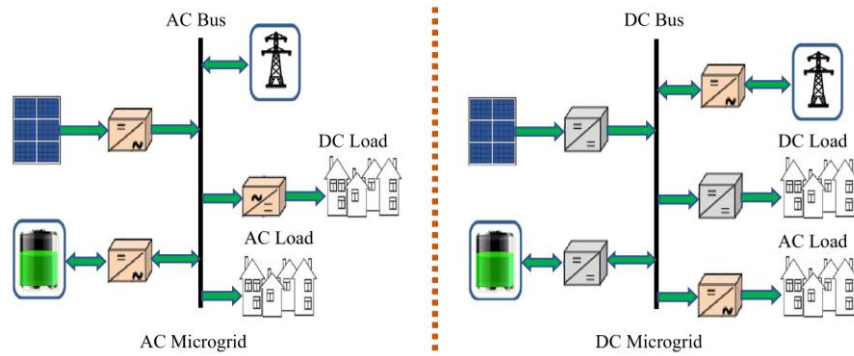 AC Bus
DC Load
AC Load
AC Microgrid
DC Bus
DC Load
AC Load
DC Microgrid